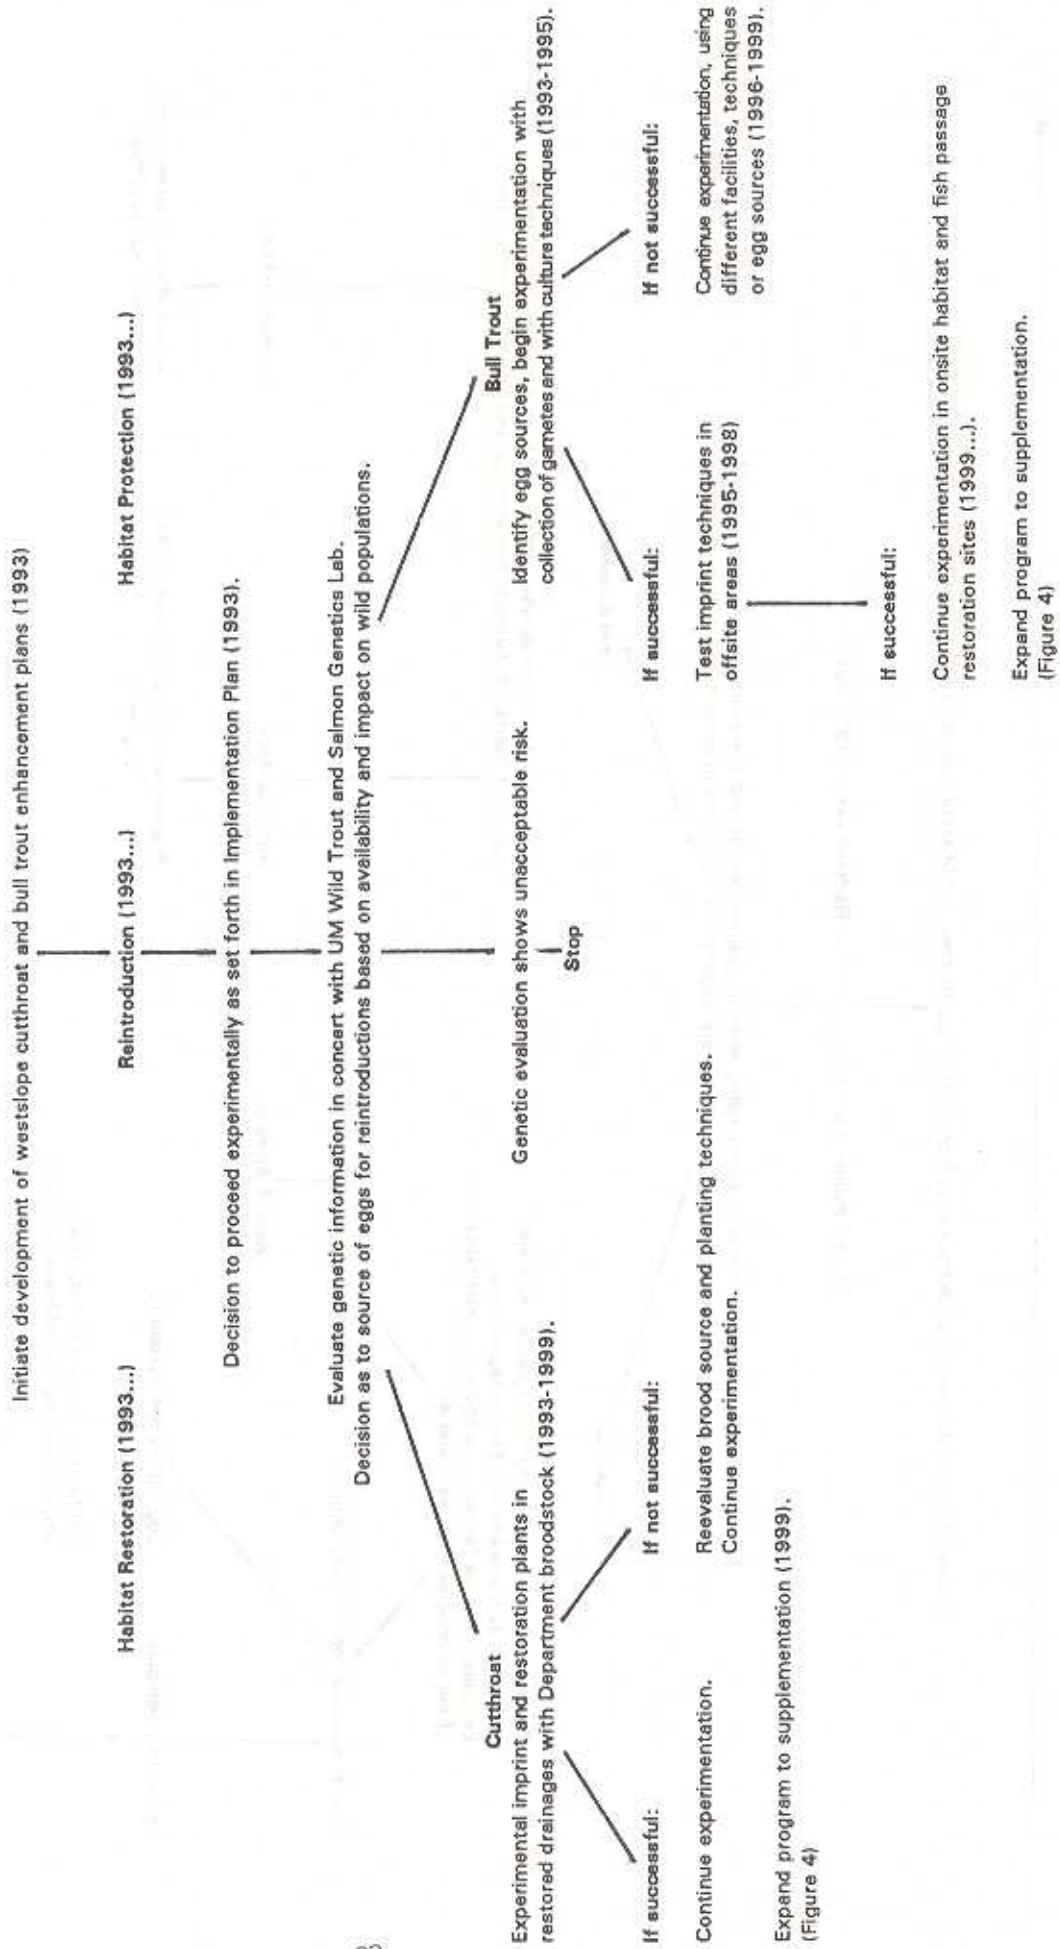 Initiate development of westslope cutthroat and bull trout enhancement plans (1993)
Habitat Restoration (1993...)
Reintroduction (1993...)
Habitat Protection (1993...)
Decision to proceed experimentally as set forth in Implementation Plan (1993).
Evaluate genetic information in concert with UM Wild Trout and Salmon Genetics Lab.
Decision as to source of eggs for reintroductions based on availability and impact on wild populations.
Cutthroat
Experimental imprint and restoration plants in
restored drainages with Department broodstock (1993-1999).
If successful:
Continue experimentation.
Expand program to supplementation (1999).
(Figure 4)
If not successful:
Reevaluate brood source and planting techniques.
Continue experimentation.
Genetic evaluation shows unacceptable risk.
Stop
Bull Trout
Identify egg sources, begin experimentation with
collection of gametes and with culture techniques (1993-1995).
If successful:
Test imprint techniques in
offsite areas (1995-1998)
If successful:
Continue experimentation in onsite habitat and fish passage
restoration sites (1999...).
Expand program to supplementation.
(Figure 4)
If not successful:
Continue experimentation, using
different facilities, techniques
or egg sources (1996-1999).